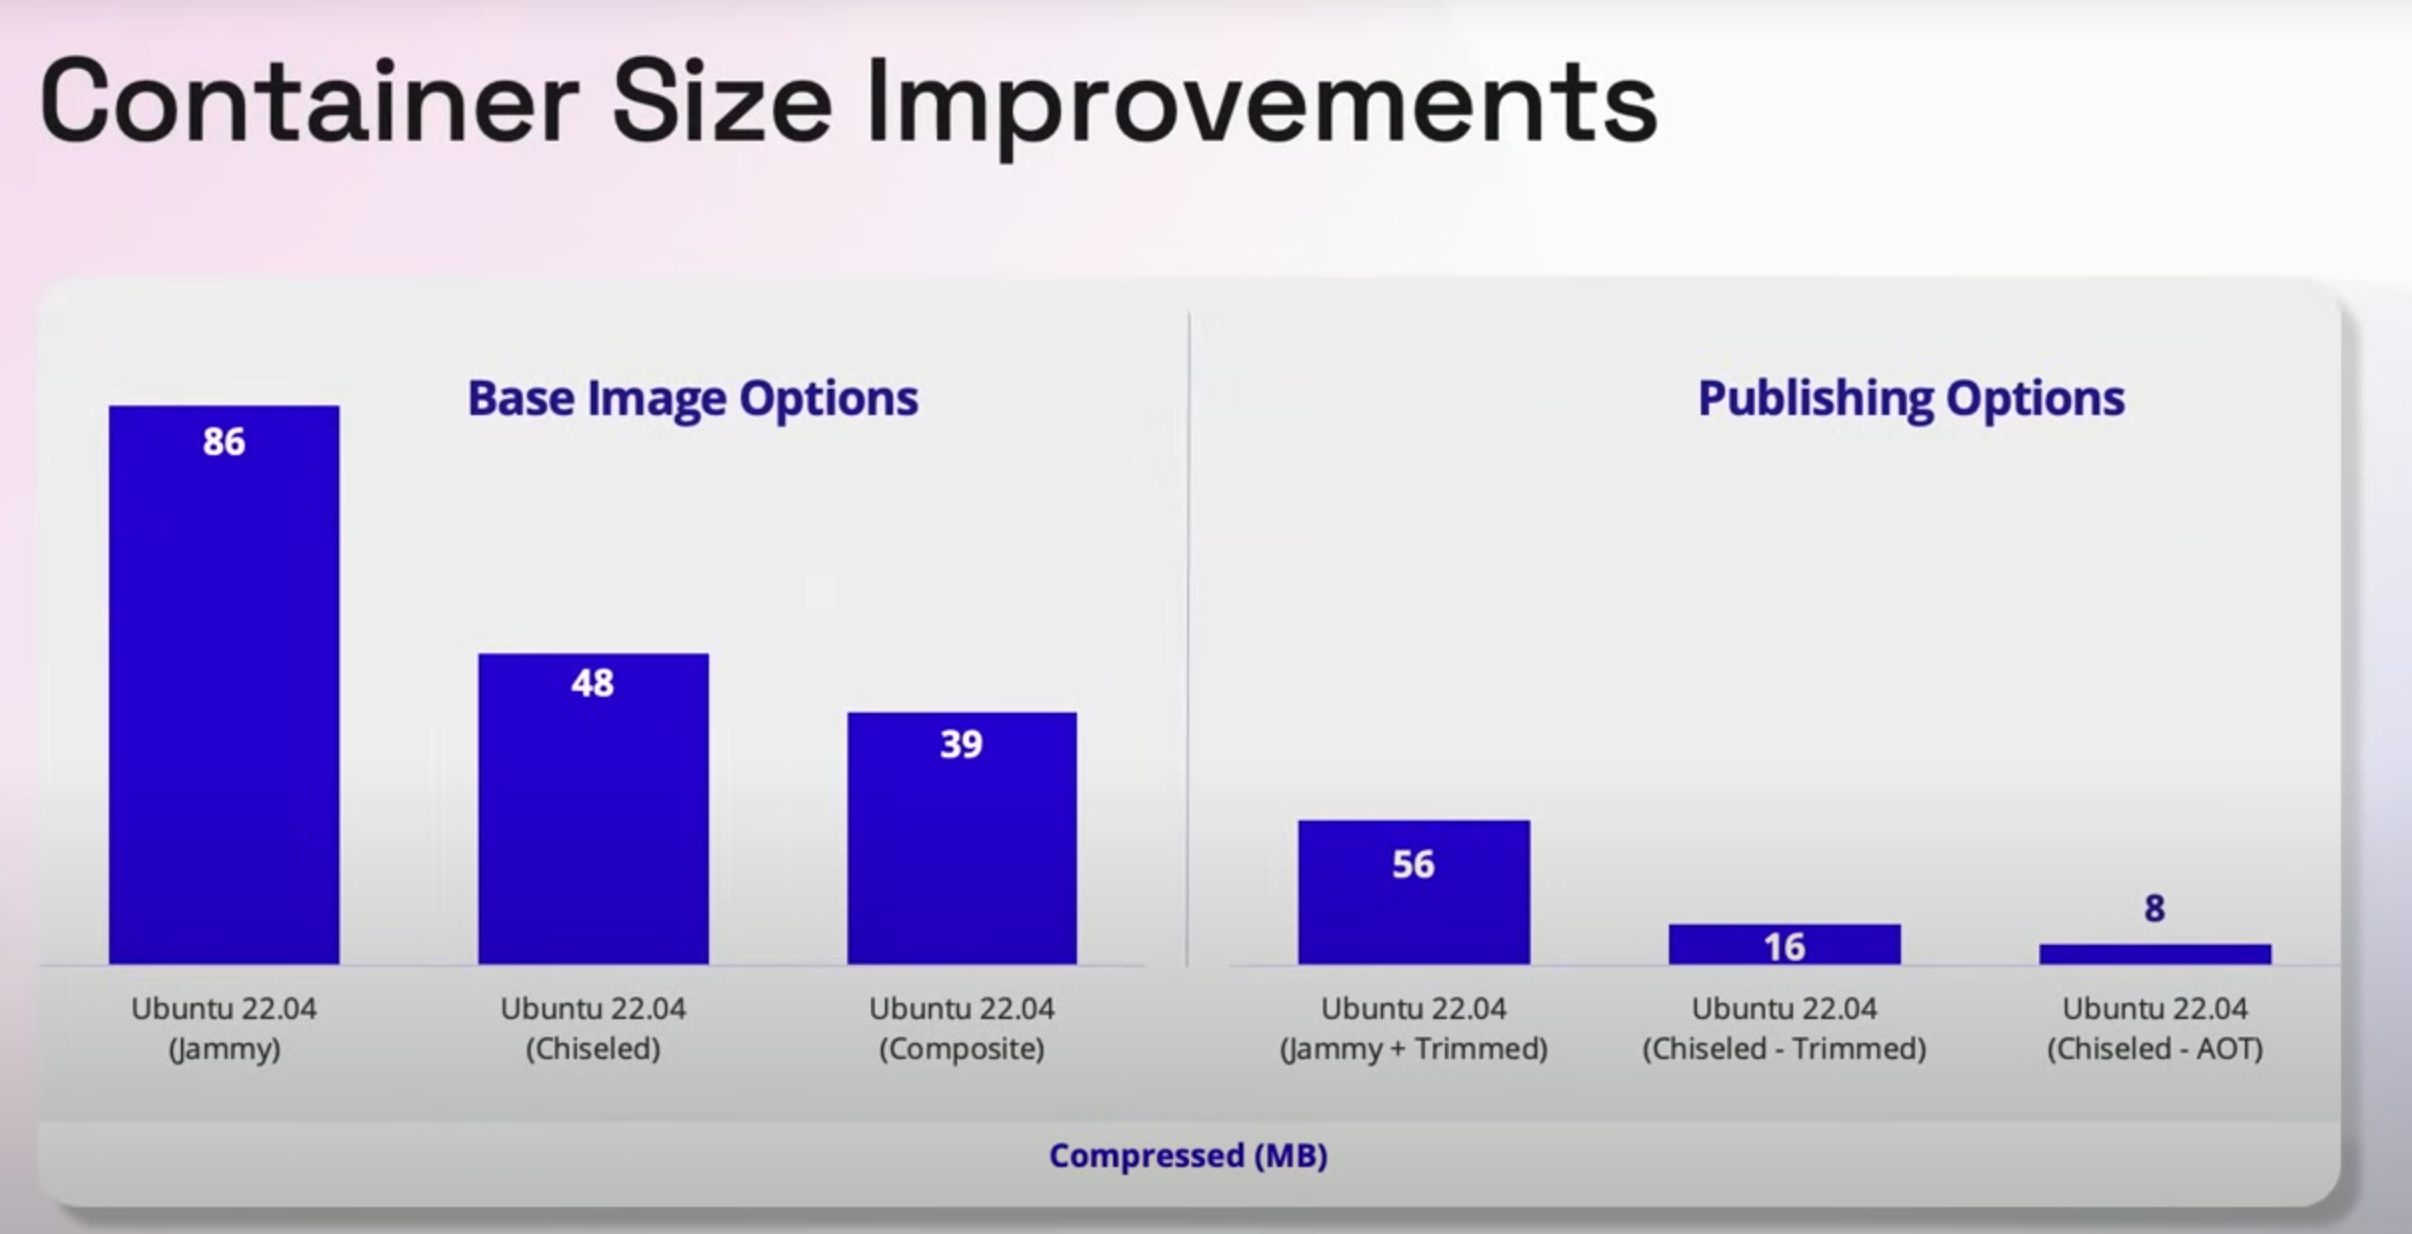 Container Size Improvements
Base Image Options
86
48
39
Ubuntu 22.04
(Jammy)
Ubuntu 22.04
(Chiseled)
Ubuntu 22.04
(Composite)
Publishing Options
56
16
8
Ubuntu 22.04
(Jammy + Trimmed)
Ubuntu 22.04
(Chiseled - Trimmed)
Ubuntu 22.04
(Chiseled - AOT)
Compressed (MB)